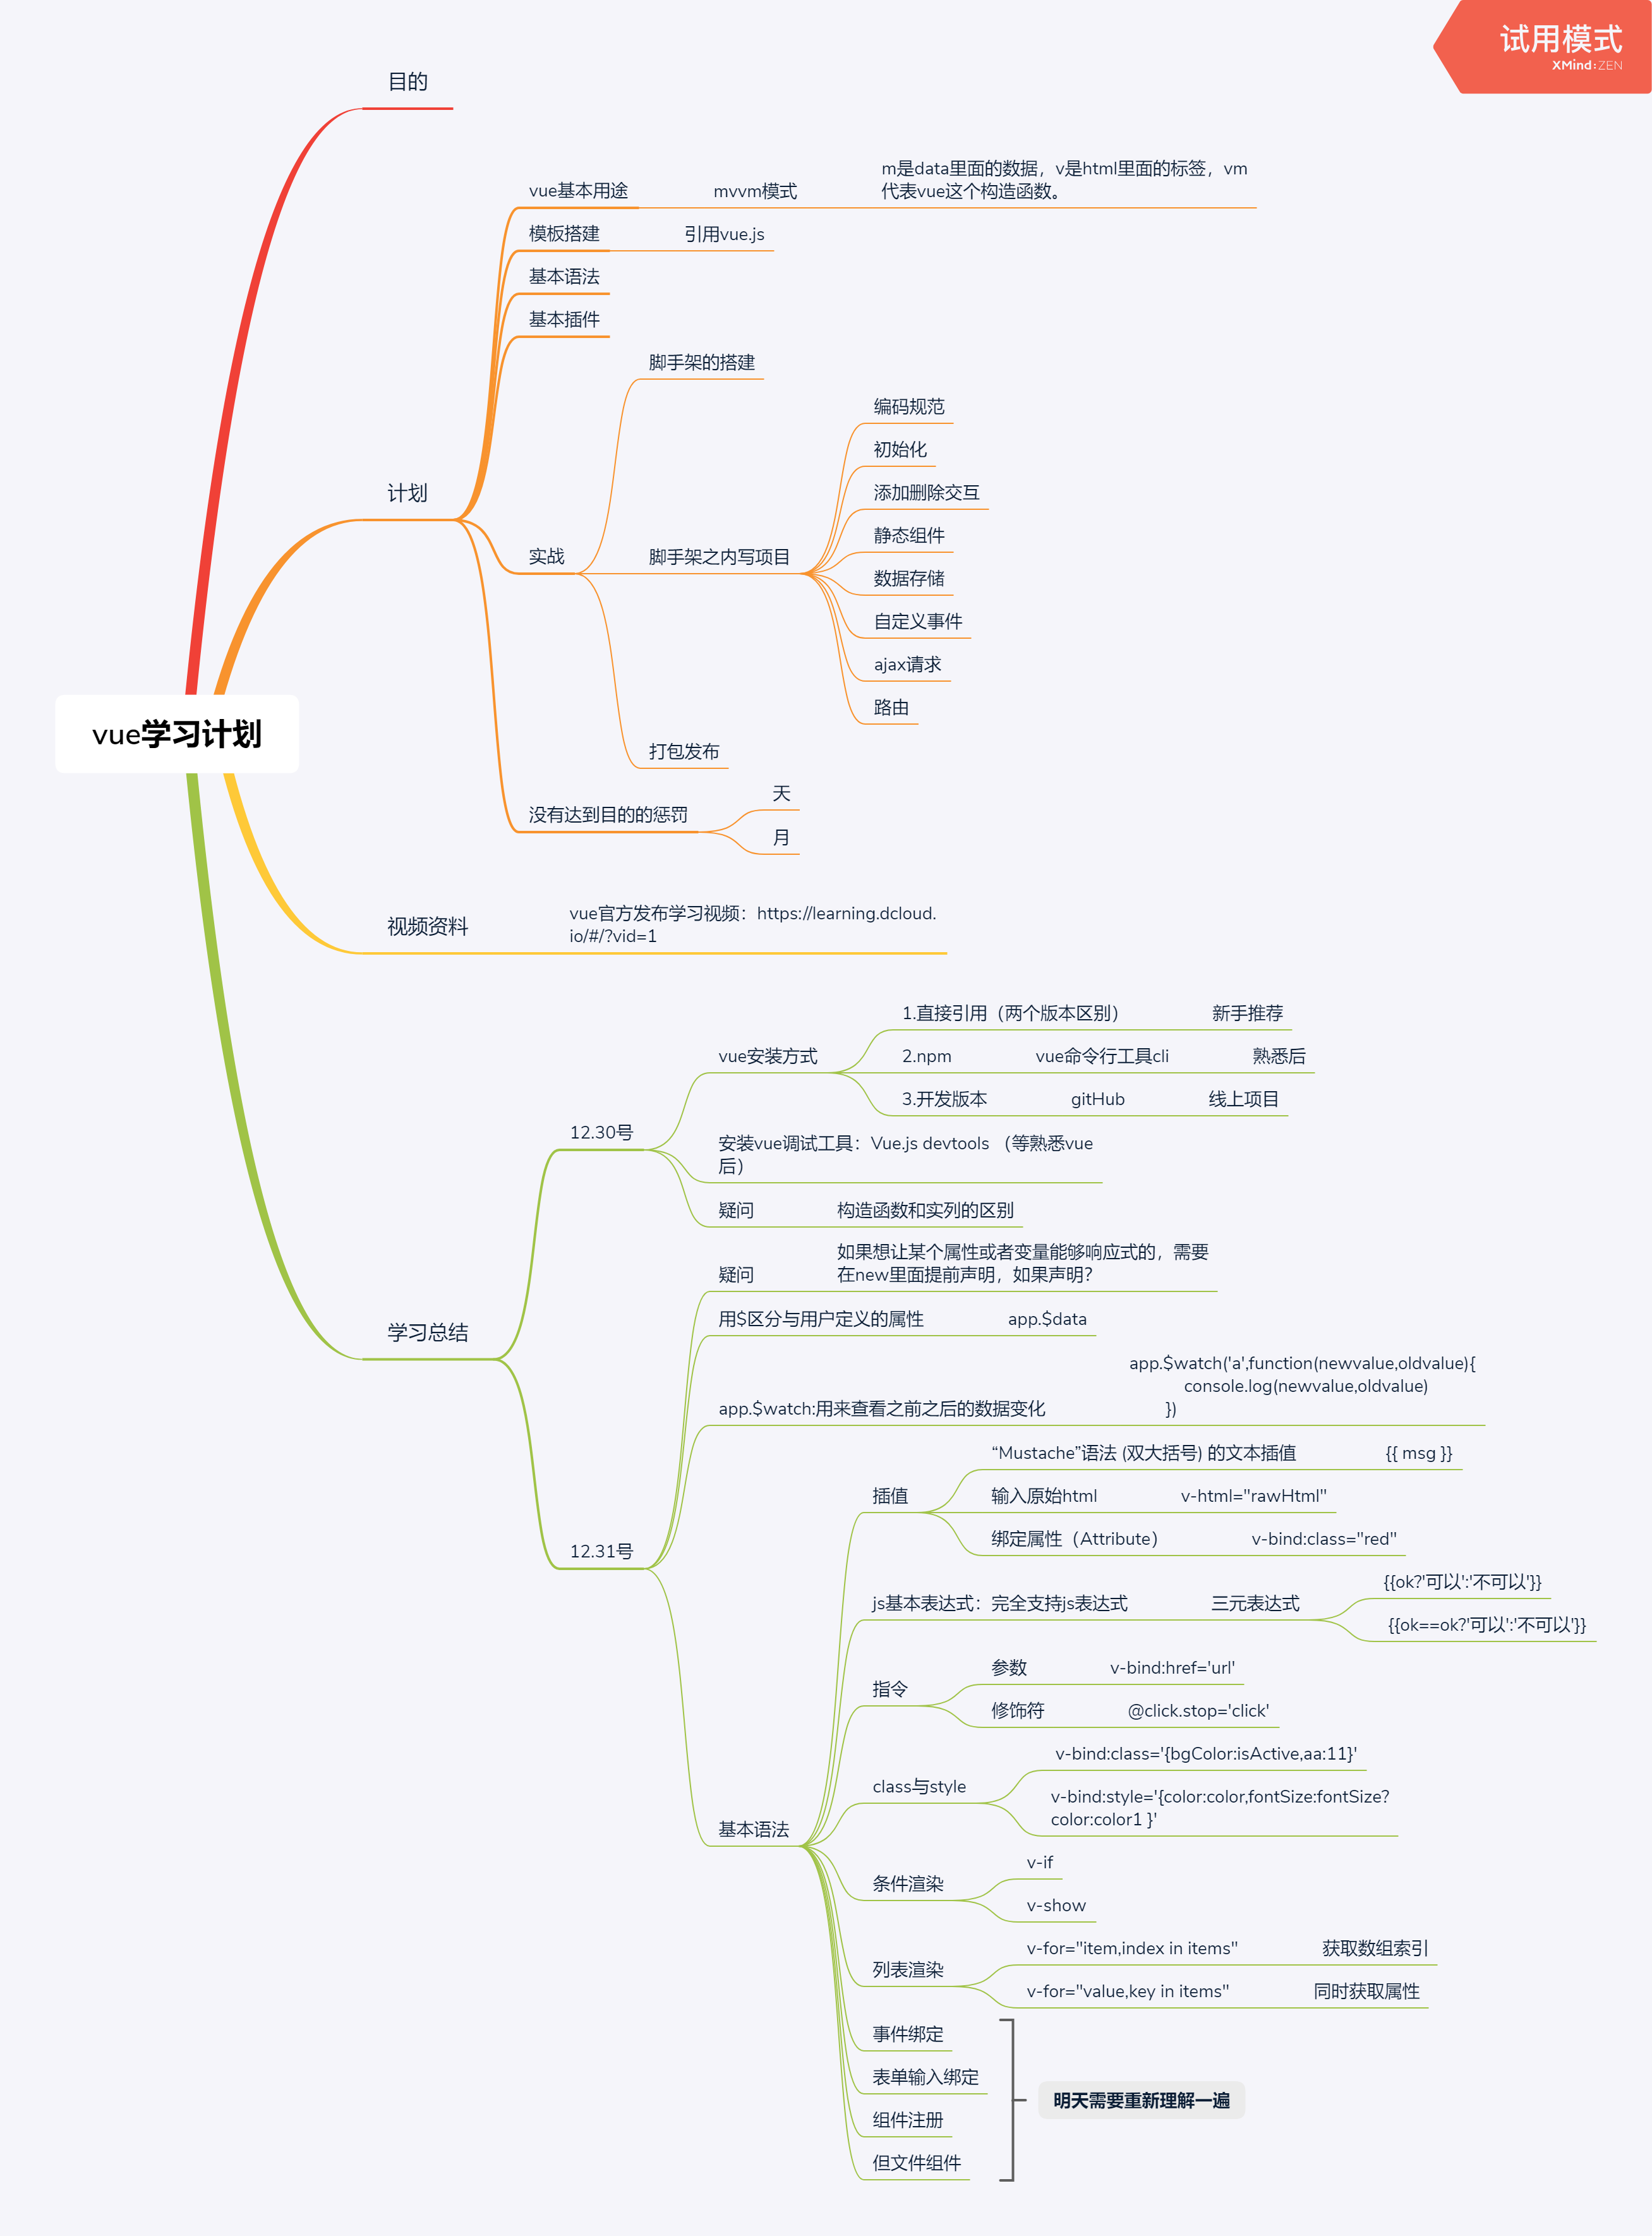 试用模式
XMind:ZEN
目的
vue基本用途
mvvm模式
m是data里面的数据，v是html里面的标签，vm
代表vue这个构造函数。
模板搭建
引用vue.js
基本语法
基本插件
脚手架的搭建
编码规范
初始化
添加删除交互
计划
静态组件
实战
脚手架之内写项目
数据存储
自定义事件
ajax请求
路由
vue学习计划
打包发布
没有达到目的的惩罚
天
月
视频资料
vue官方发布学习视频：https://learning.dcloud.
io/#/?vid=1
1.直接引用（两个版本区别）
新手推荐
vue安装方式
2.npm
vue命令行工具cli
熟悉后
3.开发版本
gitHub
线上项目
12.30号
安装vue调试工具：Vue.js devtools （等熟悉vue
后）
疑问
构造函数和实列的区别
疑问
如果想让某个属性或者变量能够响应式的，需要
在new里面提前声明，如果声明？
用$区分与用户定义的属性
app.$data
学习总结
app.$watch:用来查看之前之后的数据变化
app.$watch('a',function(newvalue,oldvalue){
console.log(newvalue,oldvalue)
})
插值
“Mustache”语法 (双大括号) 的文本插值
{{ msg }}
输入原始html
v-html="rawHtml"
绑定属性（Attribute）
v-bind:class="red"
12.31号
js基本表达式：完全支持js表达式
三元表达式
{{ok?'可以':'不可以'}}
{{ok==ok?'可以':'不可以'}}
指令
参数
v-bind:href='url'
修饰符
@click.stop='click'
class与style
v-bind:class='{bgColor:isActive,aa:11}'
v-bind:style='{color:color,fontSize:fontSize?
color:color1 }'
基本语法
条件渲染
v-if
v-show
列表渲染
v-for="item,index in items"
获取数组索引
v-for="value,key in items"
同时获取属性
事件绑定
表单输入绑定
组件注册
但文件组件
明天需要重新理解一遍